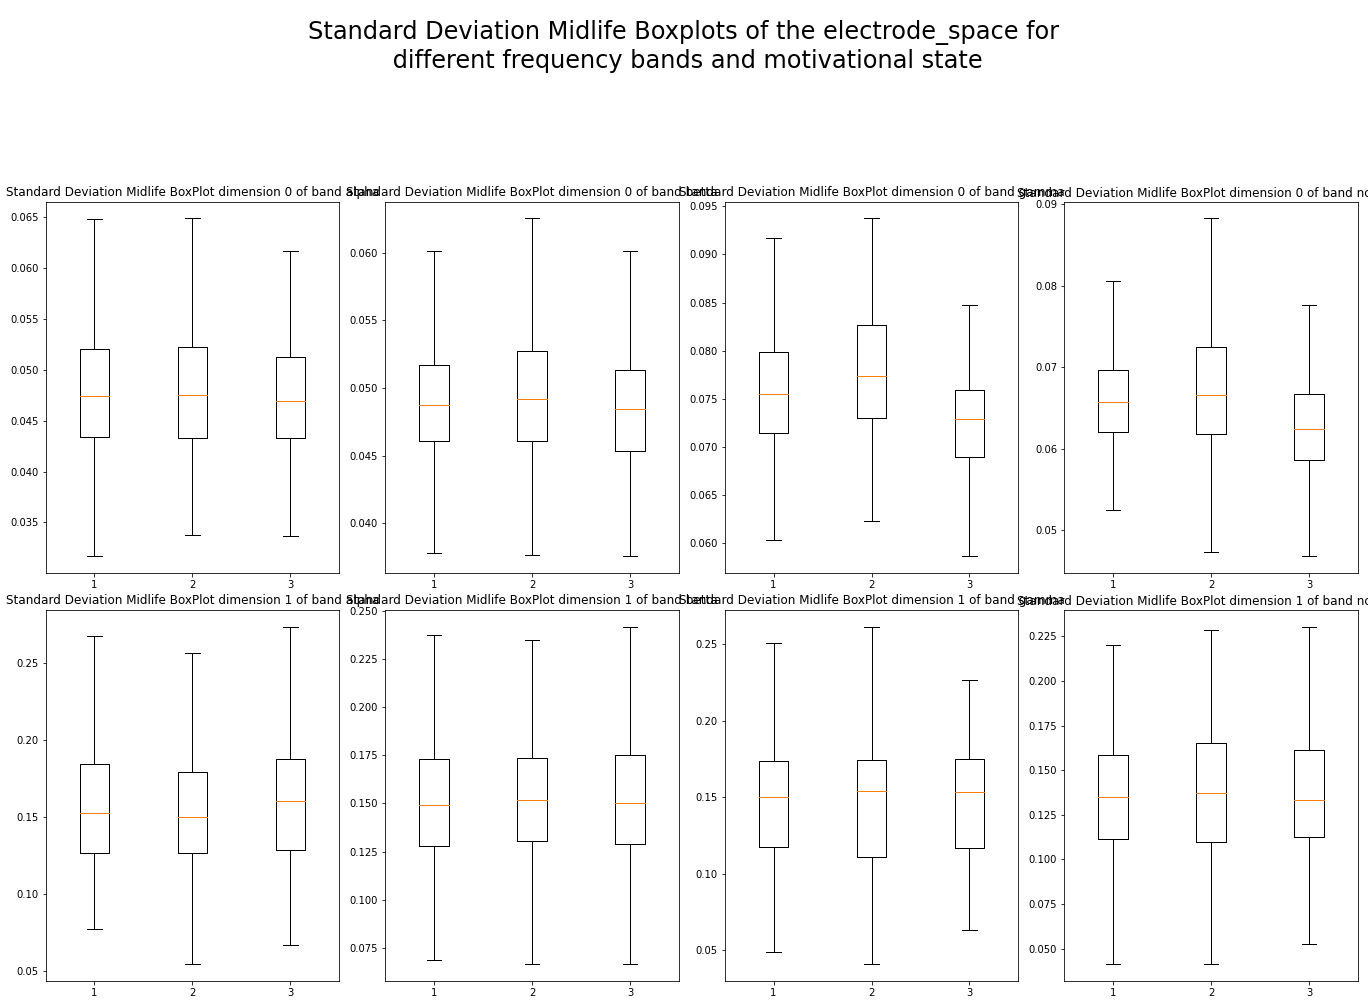 Standard Deviation Midlife Boxplots of the electrode_space for
different frequency bands and motivational state
Standard Deviation Midlife BoxPlot dimension 0 of band alpha
Standard Deviation Midlife BoxPlot dimension 0 of band beta
Standard Deviation Midlife BoxPlot dimension 0 of band gamma
Standard Deviation Midlife BoxPlot dimension 0 of band no
0.065
0.060
0.055
0.050
0.045
0.040
0.035
1 2 3
0.060
0.055
0.050
0.045
0.040
1 2 3
0.095
0.090
0.085
0.080
0.075
0.070
0.065
0.060
1 2 3
0.09
0.08
0.07
0.06
0.05
1 2 3
Standard Deviation Midlife BoxPlot dimension 1 of band alpha
Standard Deviation Midlife BoxPlot dimension 1 of band beta
Standard Deviation Midlife BoxPlot dimension 1 of band gamma
Standard Deviation Midlife BoxPlot dimension 1 of band no
0.25
0.20
0.15
0.10
0.05
1 2 3
0.250
0.225
0.200
0.175
0.150
0.125
0.100
0.075
1 2 3
0.25
0.20
0.15
0.10
0.05
1 2 3
0.225
0.200
0.175
0.150
0.125
0.100
0.075
0.050
1 2 3